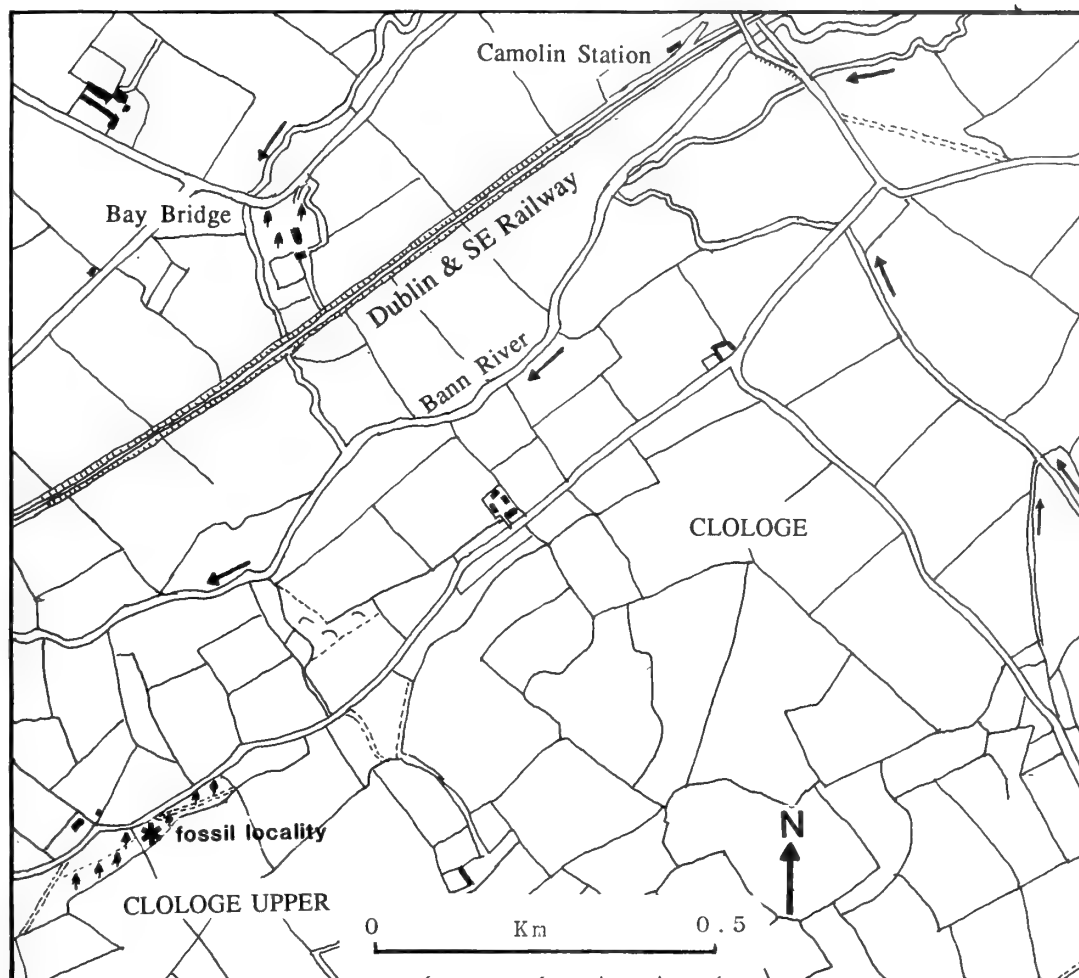 Camolin Station
Bay Bridge
Dublin & SE Railway
Bann River
CLOLOGE
fossil locality
N
CLOLOGE UPPER
0 Km 0.5